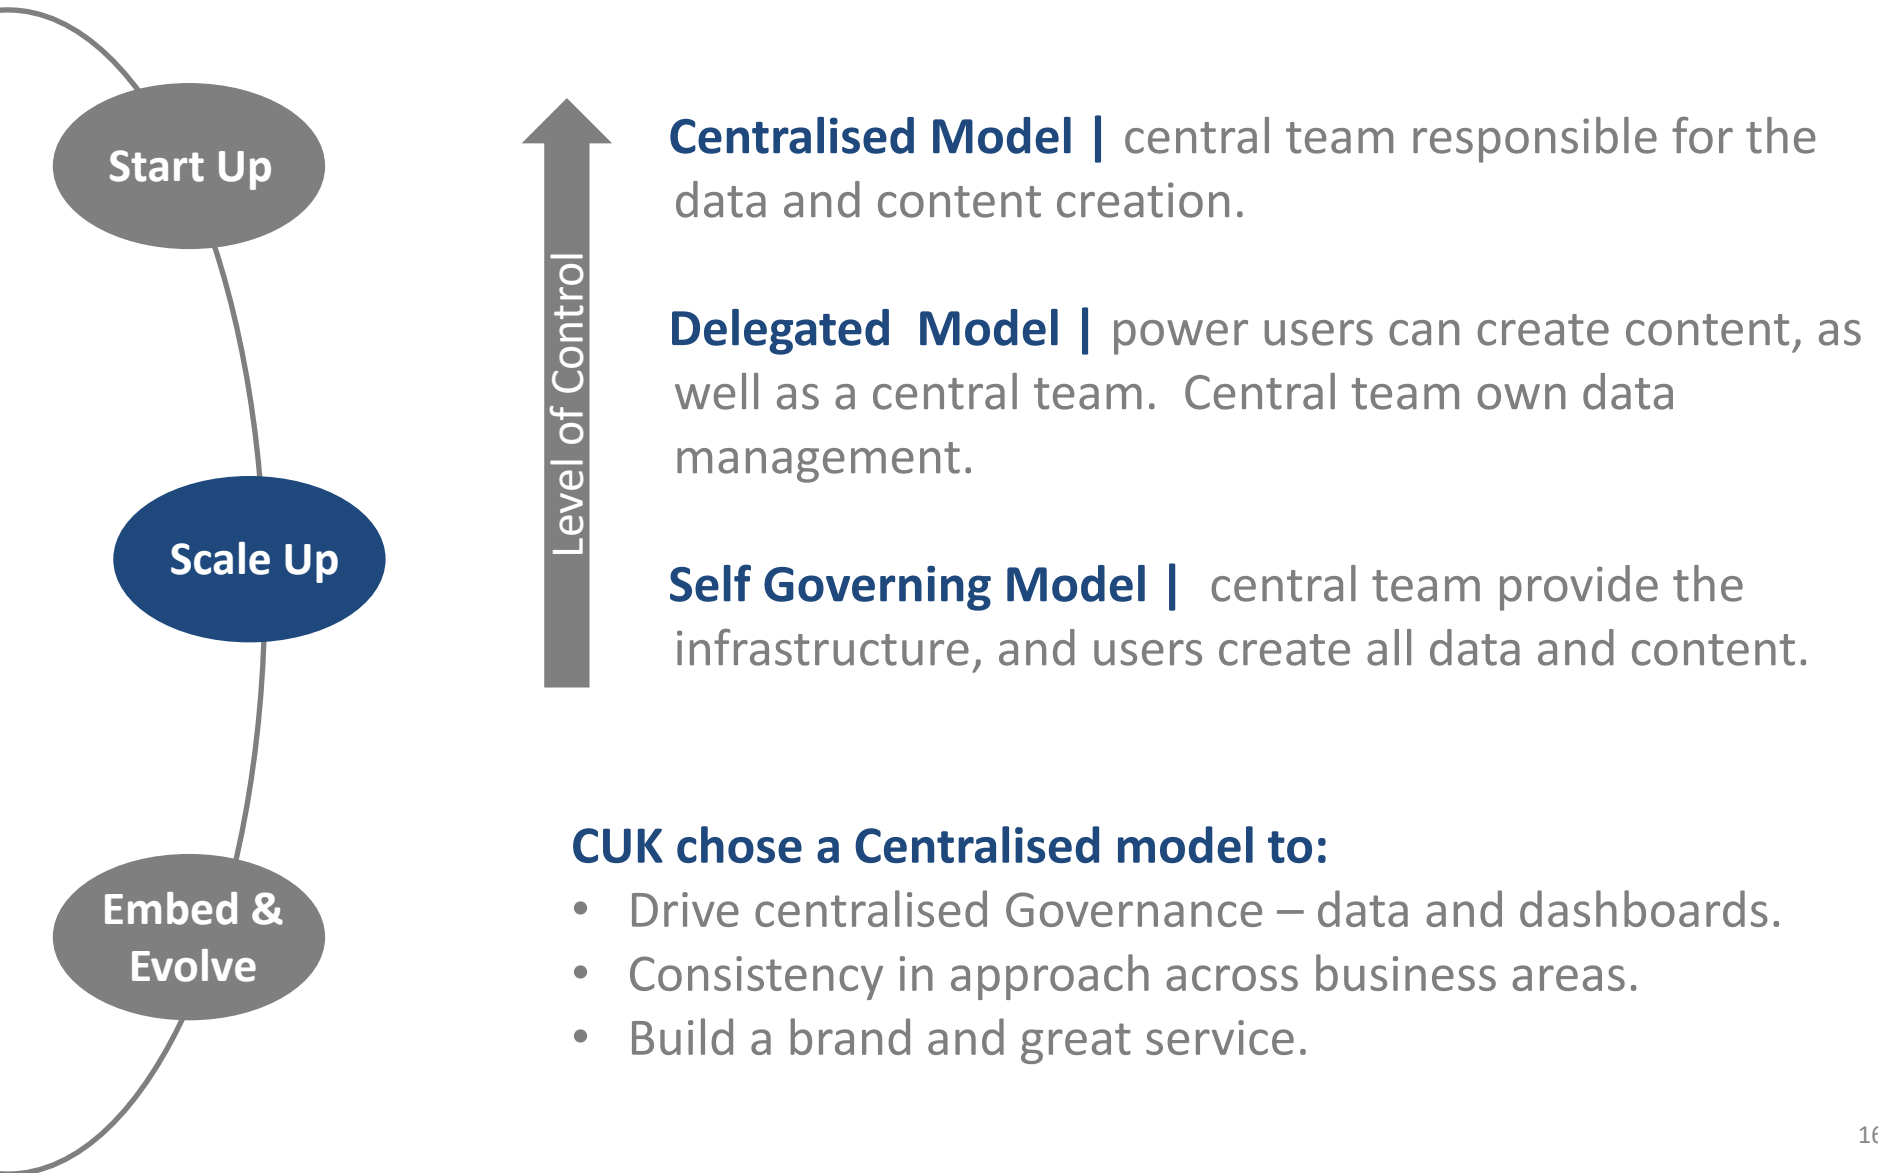 Start Up
Scale Up
Embed &
Evolve
Level of Control
Centralised Model | central team responsible for the
data and content creation.
Delegated  Model | power users can create content, as
well as a central team.  Central team own data
management.
Self Governing Model |  central team provide the
infrastructure, and users create all data and content.
CUK chose a Centralised model to:
• Drive centralised Governance – data and dashboards.
• Consistency in approach across business areas.
• Build a brand and great service.
16